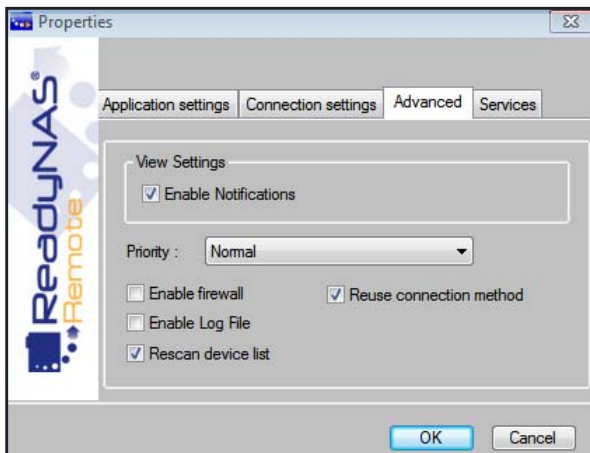 Properties
ReadyNAS®
Remote
Application settings
Connection settings
Advanced
Services
View Settings
Enable Notifications
Priority :
Normal
Enable firewall
Reuse connection method
Enable Log File
Rescan device list
OK
Cancel